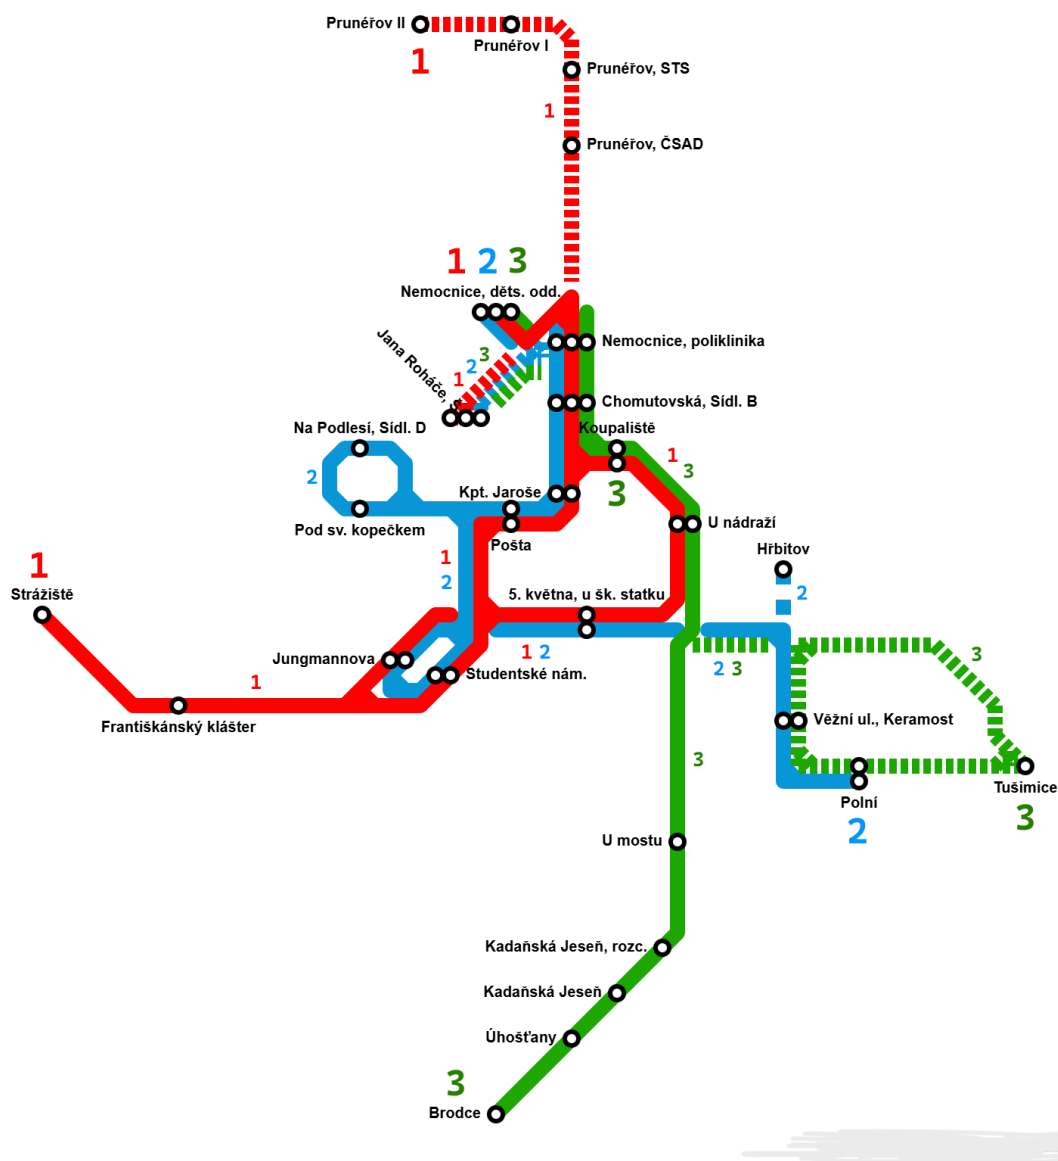 Prunéřov II
Prunéřov I
1
Prunéřov, STS
1
Prunéřov, ČSAD
1 2 3
Nemocnice, děts. odd.
Nemocnice, poliklinika
Jana Roháče,
3
2
1
Chomutovská, Sídl. B
Na Podlesí, Sídl. D
Koupaliště
1
3
2
Kpt. Jaroše
3
Pod sv. kopečkem
Pošta
U nádraží
Hřbitov
1
2
1
Strážiště
5. května, u šk. statku
2
1 2
2 3
3
Jungmannova
Studentské nám.
1
Františkánský klášter
Věžní ul., Keramost
3
Tušimice
3
Polní
2
U mostu
Kadaňská Jeseň, rozc.
Kadaňská Jeseň
Úhošťany
3
Brodce